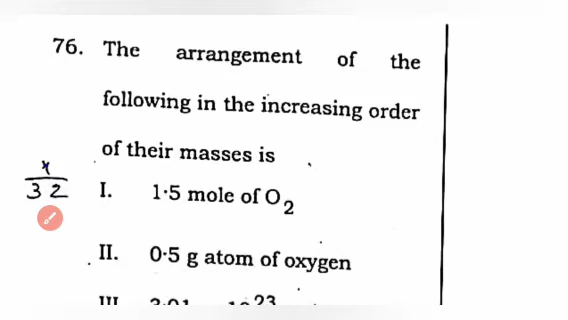 76. The arrangement of the
following in the increasing order
of their masses is
x
32
I. 1·5 mole of O2
II. 0·5 g atom of oxygen
III